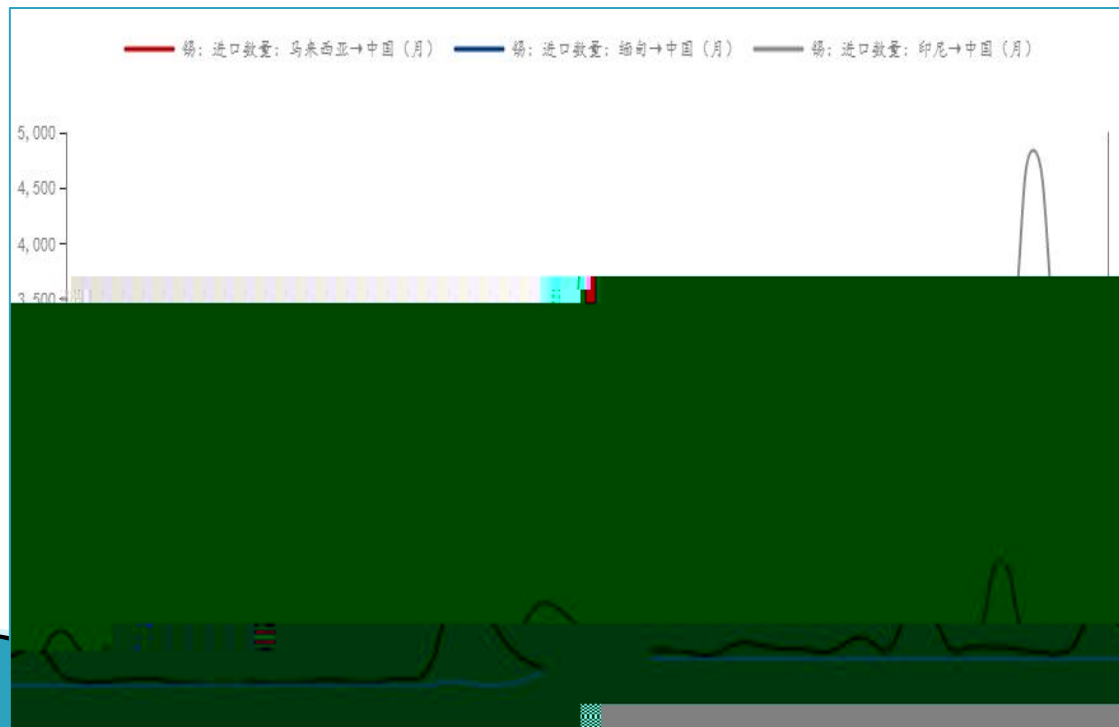 锡: 进口数量: 马来西亚→中国 (月)
锡: 进口数量: 缅甸→中国 (月)
锡: 进口数量: 印尼→中国 (月)
5,000
4,500
4,000
3,500